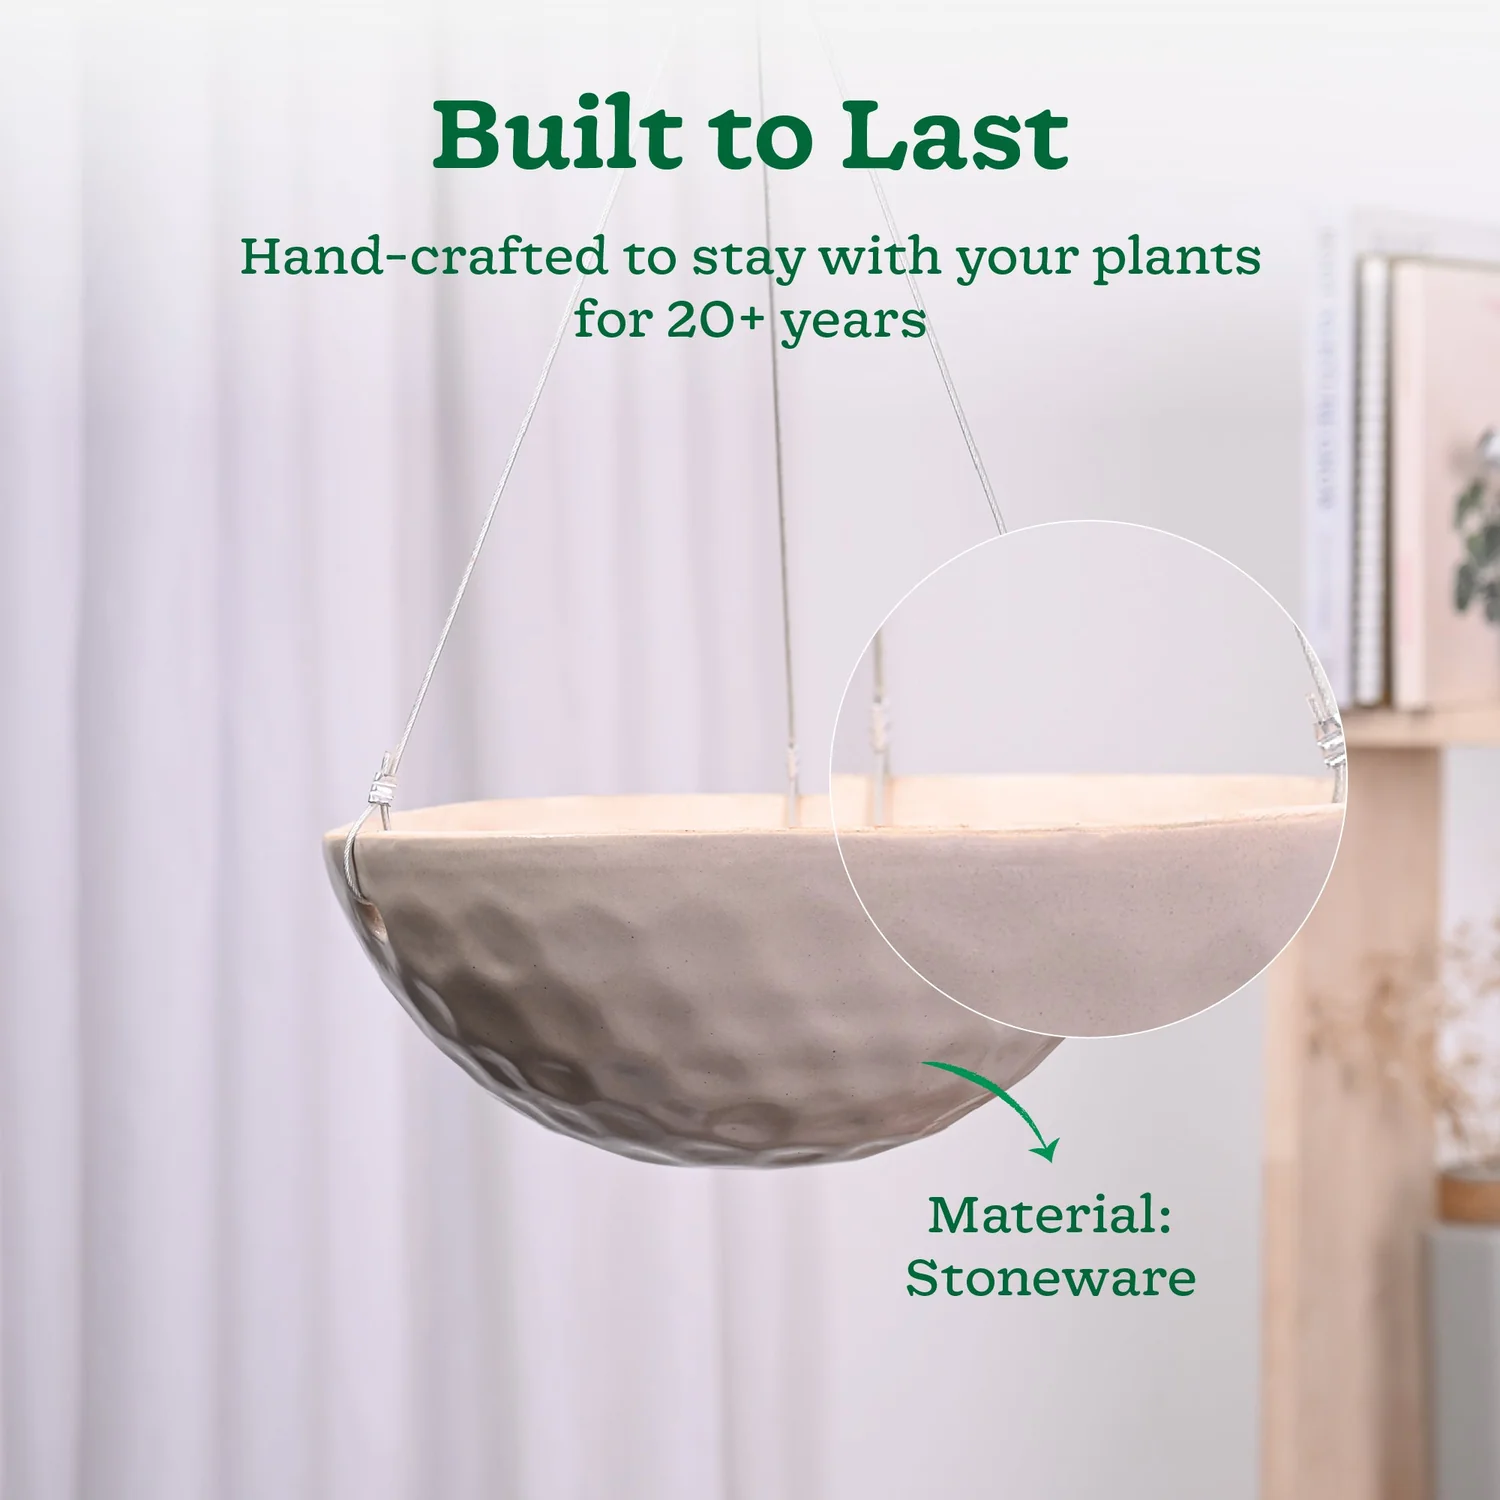 Built to Last
Hand-crafted to stay with your plants
for 20+ years
Material:
Stoneware